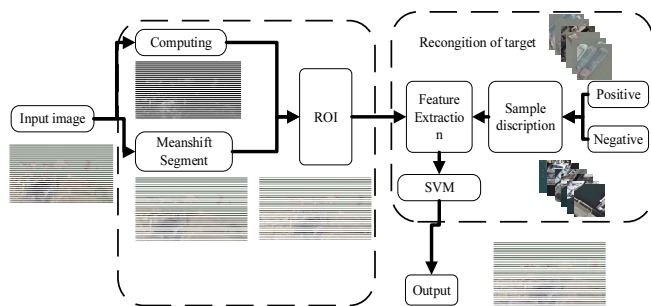 Computing
Recongition of target
Input image
Meanshift
Segment
ROI
Feature
Extractio
n
Sample
discription
Positive
Negative
SVM
Output